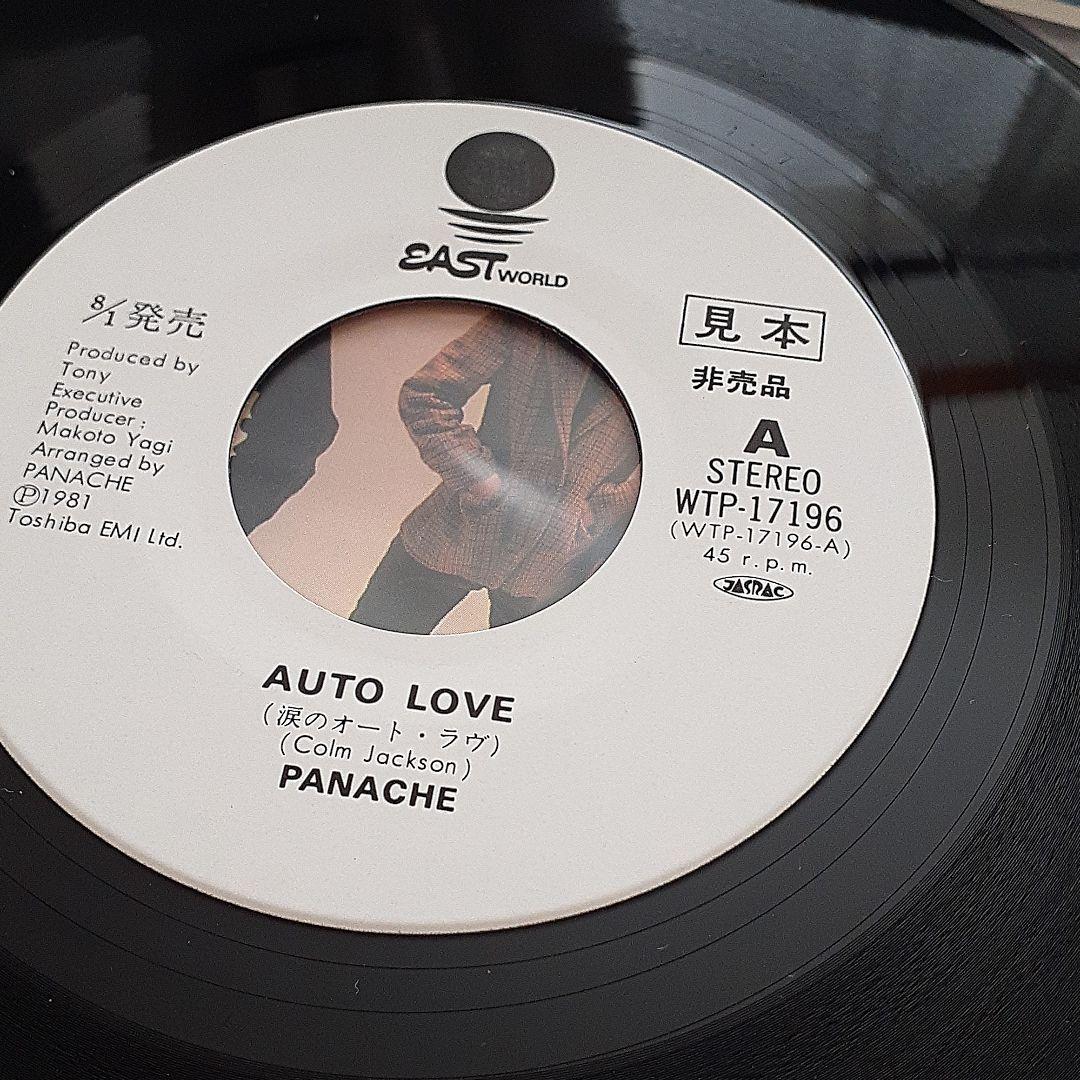 EAST WORLD
8/1発売
Produced by
Tony
Executive
Producer:
Makoto Yagi
Arranged by
PANACHE
Ⓟ1981
Toshiba EMI Ltd.
見本
非売品
A
STEREO
WTP-17196
(WTP-17196-A)
45 r.p.m.
JASRAC
AUTO LOVE
(涙のオート・ラヴ)
(Colm Jackson)
PANACHE